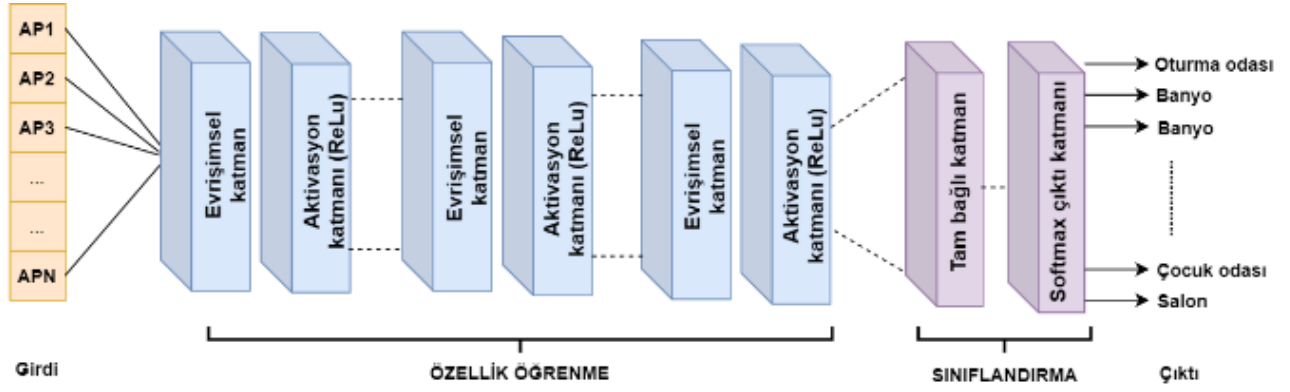 AP1
AP2
AP3
...
...
APN
Evrişimsel
katman
Aktivasyon
katmanı (ReLu)
Evrişimsel
katman
Aktivasyon
katmanı (ReLu)
Evrişimsel
katman
Aktivasyon
katmanı (ReLu)
Tam bağlı katman
Softmax çıktı katmanı
Oturma odası
Banyo
Banyo
Çocuk odası
Salon
Girdi
ÖZELLİK ÖĞRENME
SINIFLANDIRMA
Çıktı